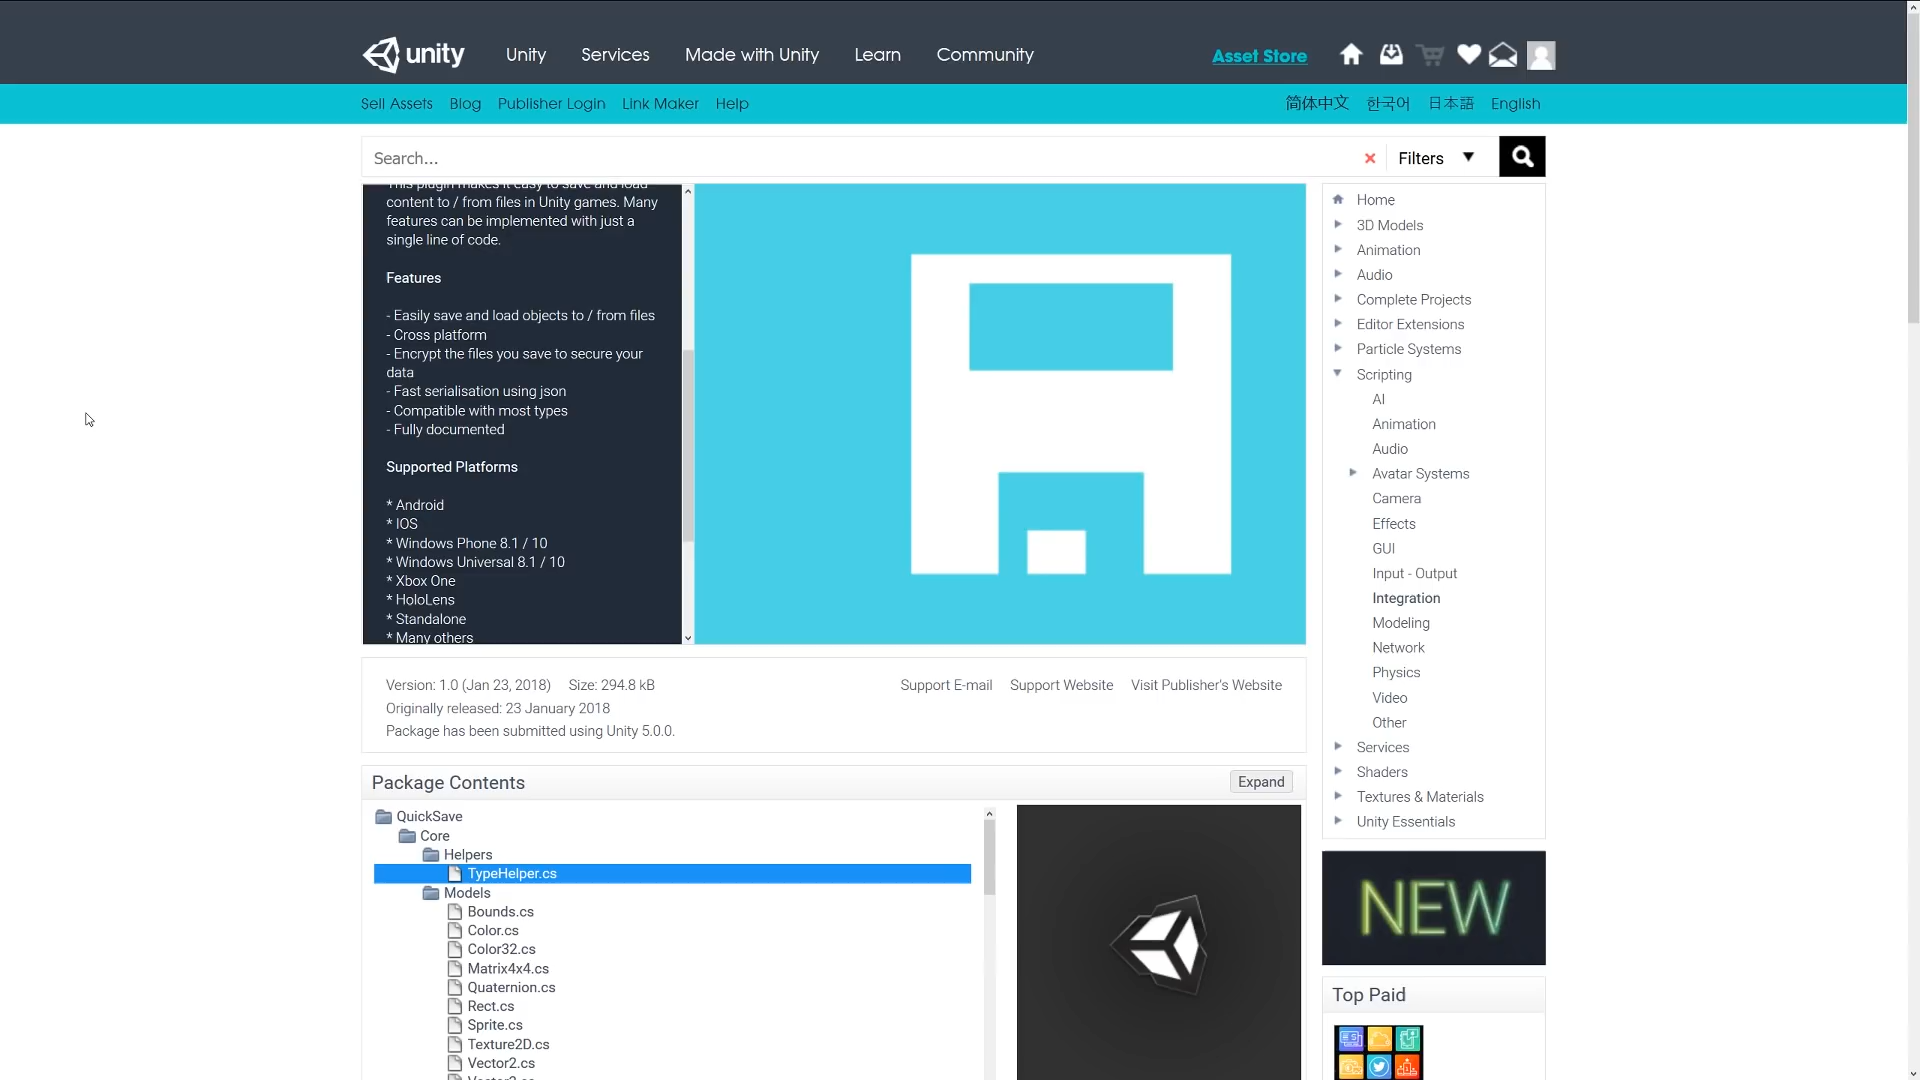 unity
Unity
Services
Made with Unity
Learn
Community
Asset Store
Sell Assets
Blog
Publisher Login
Link Maker
Help
简体中文
한국어
日本語
English
Search...
Filters
This plugin makes it easy to save and load
content to / from files in Unity games. Many
features can be implemented with just a
single line of code.
Features
- Easily save and load objects to / from files
- Cross platform
- Encrypt the files you save to secure your
data
- Fast serialisation using json
- Compatible with most types
- Fully documented
Supported Platforms
* Android
* IOS
* Windows Phone 8.1 / 10
* Windows Universal 8.1 / 10
* Xbox One
* HoloLens
* Standalone
* Many others
Home
3D Models
Animation
Audio
Complete Projects
Editor Extensions
Particle Systems
Scripting
AI
Animation
Audio
Avatar Systems
Camera
Effects
GUI
Input - Output
Integration
Modeling
Network
Physics
Video
Other
Services
Shaders
Textures & Materials
Unity Essentials
Version: 1.0 (Jan 23, 2018)
Size: 294.8 kB
Support E-mail
Support Website
Visit Publisher's Website
Originally released: 23 January 2018
Package has been submitted using Unity 5.0.0.
Package Contents
Expand
QuickSave
Core
Helpers
TypeHelper.cs
Models
Bounds.cs
Color.cs
Color32.cs
Matrix4x4.cs
Quaternion.cs
Rect.cs
Sprite.cs
Texture2D.cs
Vector2.cs
NEW
Top Paid